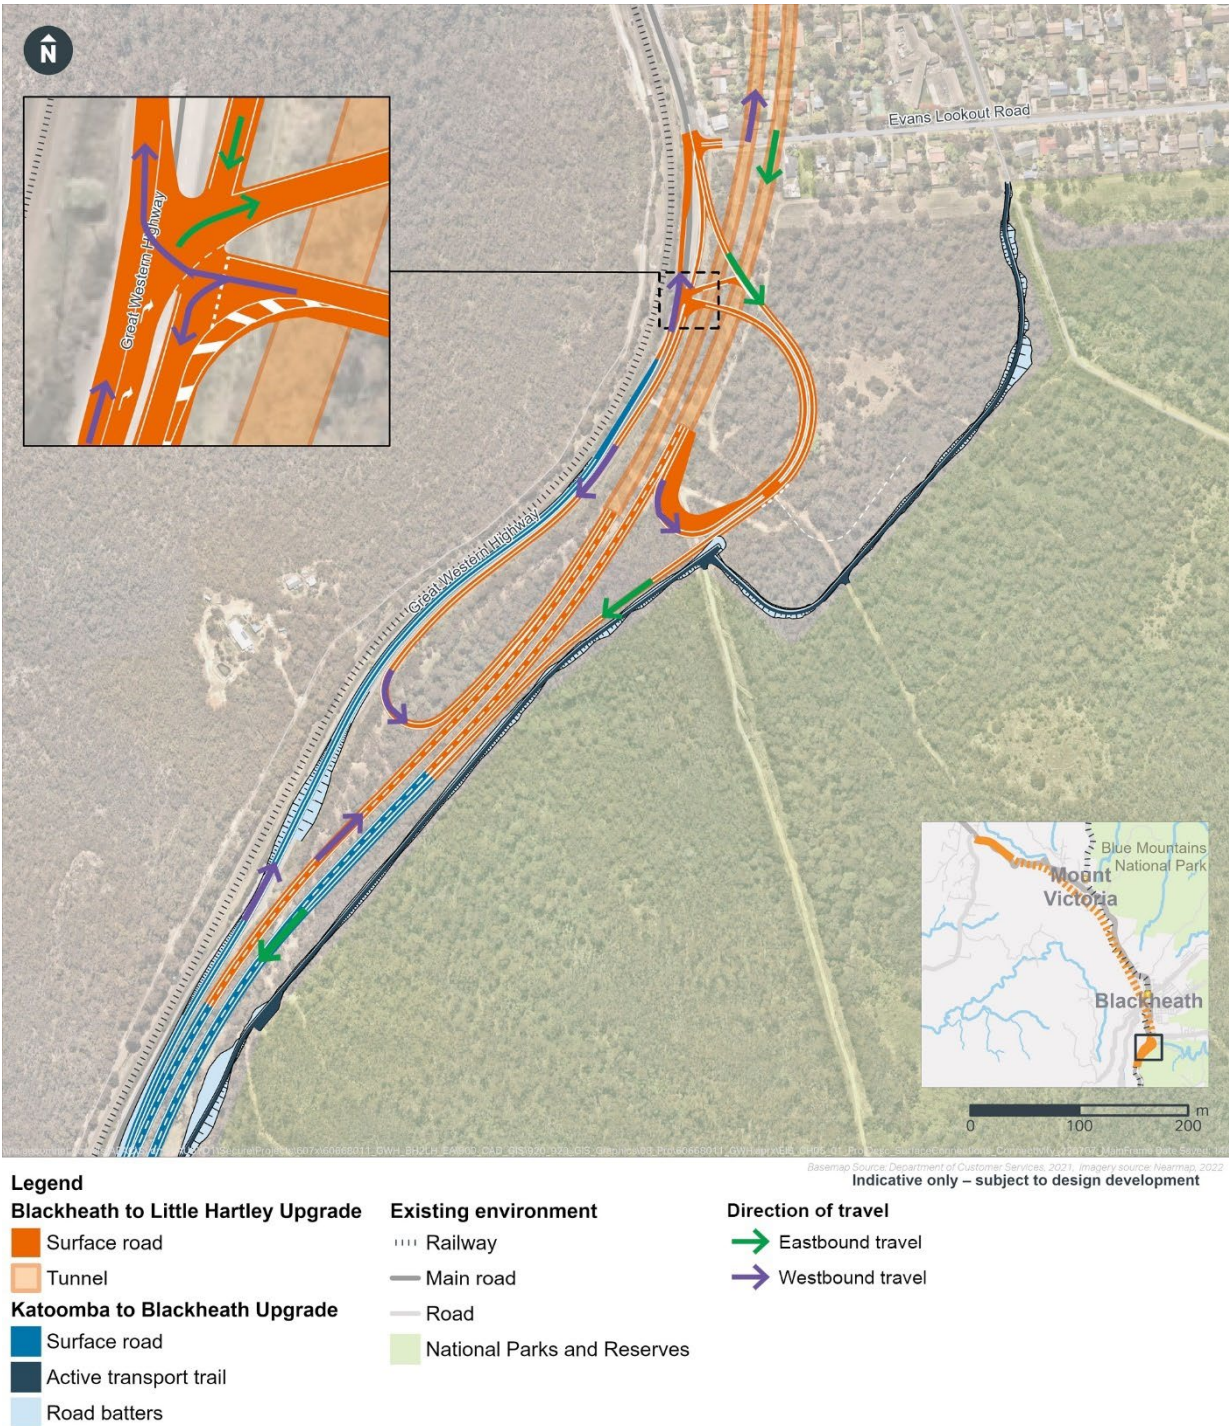 N
Evans Lookout Road
Great Western Highway
Great Western Highway
Blue Mountains
National Park
Mount
Victoria
Blackheath
m
0 100 200
Basemap Source: Department of Customer Services, 2021, Imagery source: Nearmap, 2022
Indicative only – subject to design development
Legend
Blackheath to Little Hartley Upgrade
Surface road
Tunnel
Katoomba to Blackheath Upgrade
Surface road
Active transport trail
Road batters
Existing environment
Railway
Main road
Road
National Parks and Reserves
Direction of travel
Eastbound travel
Westbound travel